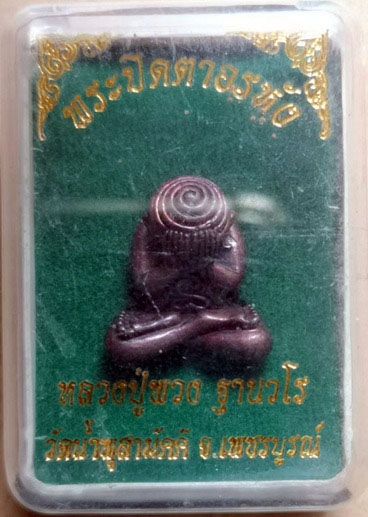 พระปิดตาอรหัง
หลวงปู่พวง ฐานวโร
วัดน้ำพุสามัคคี จ.เพชรบูรณ์